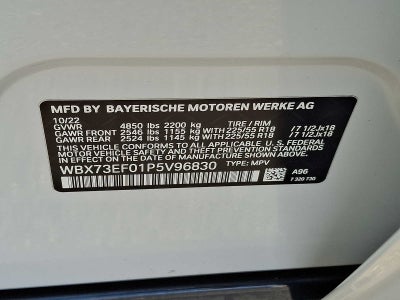 MFD BY BAYERISCHE MOTOREN WERKE AG
10/22 TIRE / RIM
GVWR 4850 lbs 2200 kg
GAWR FRONT 2546 lbs 1155 kg WITH 225/55 R18 /7 1/2Jx18
GAWR REAR 2524 lbs 1145 kg WITH 225/55 R18 /7 1/2Jx18
THIS VEHICLE CONFORMS TO ALL APPLICABLE U.S. FEDERAL
MOTOR VEHICLE SAFETY AND THEFT PREVENTION STANDARDS
IN EFFECT ON THE DATE OF MANUFACTURE SHOWN ABOVE.
WBX73EF01P5V96830 TYPE: MPV
A96
7 329 730